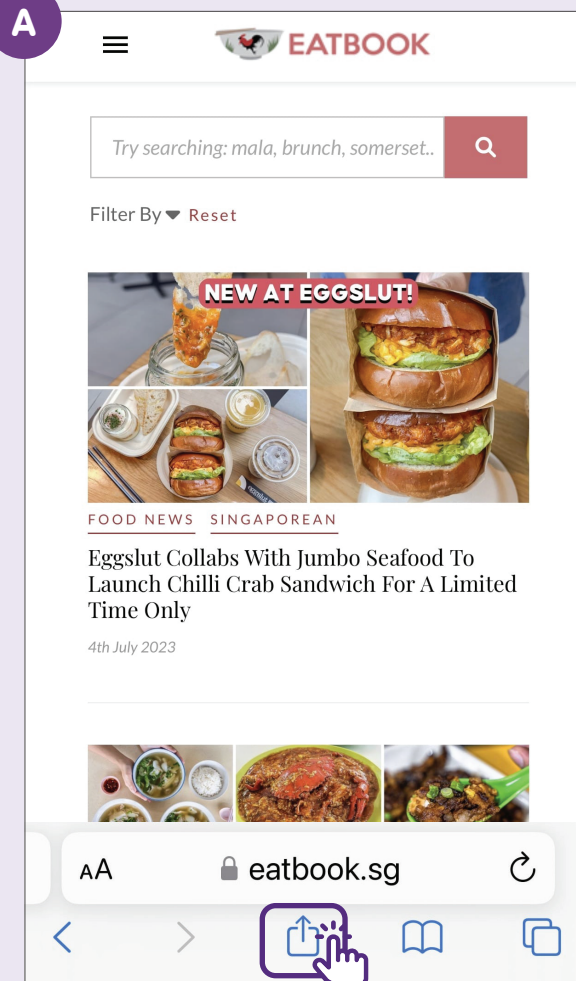 A
EATBOOK
Try searching: mala, brunch, somerset..
Filter By Reset
NEW AT EGGSLUT!
FOOD NEWS SINGAPOREAN
Eggslut Collabs With Jumbo Seafood To
Launch Chilli Crab Sandwich For A Limited
Time Only
4th July 2023
AA eatbook.sg